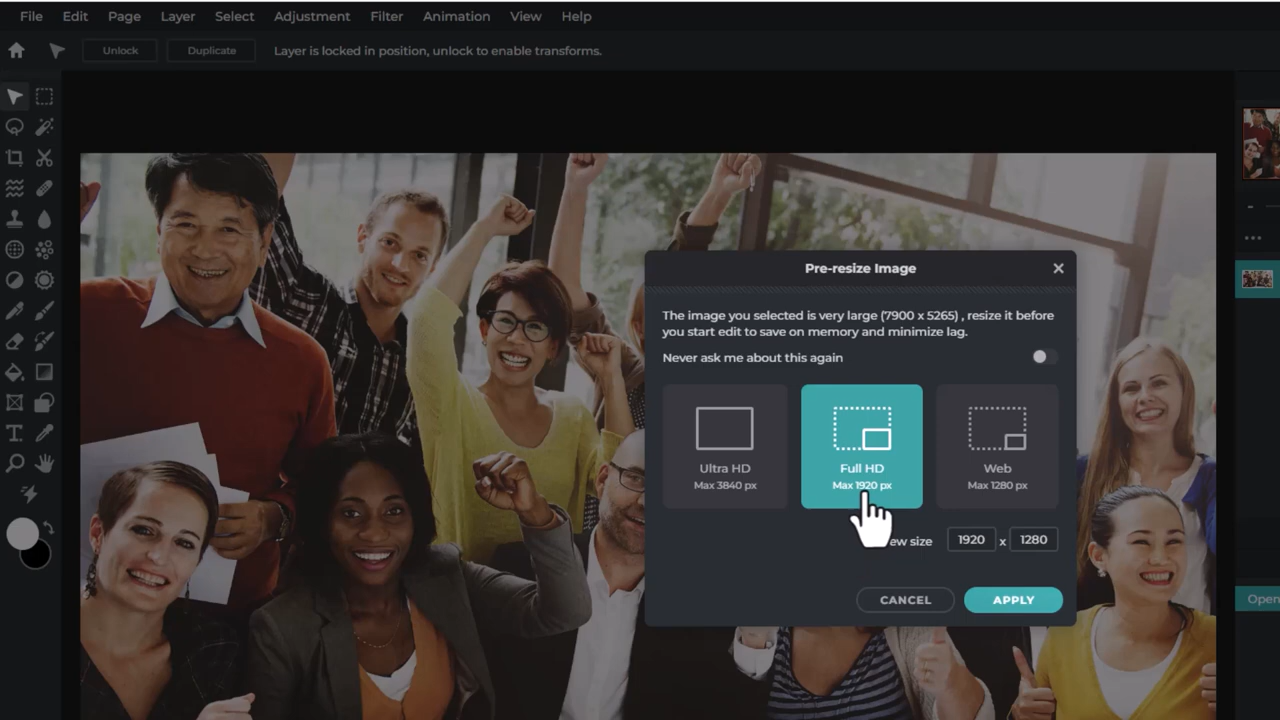 File Edit Page Layer Select Adjustment Filter Animation View Help
Unlock Duplicate Layer is locked in position, unlock to enable transforms.
Pre-resize Image
The image you selected is very large (7900 x 5265) , resize it before
you start edit to save on memory and minimize lag.
Never ask me about this again
Ultra HD
Max 3840 px
Full HD
Max 1920 px
Web
Max 1280 px
ew size 1920 x 1280
CANCEL APPLY
Open